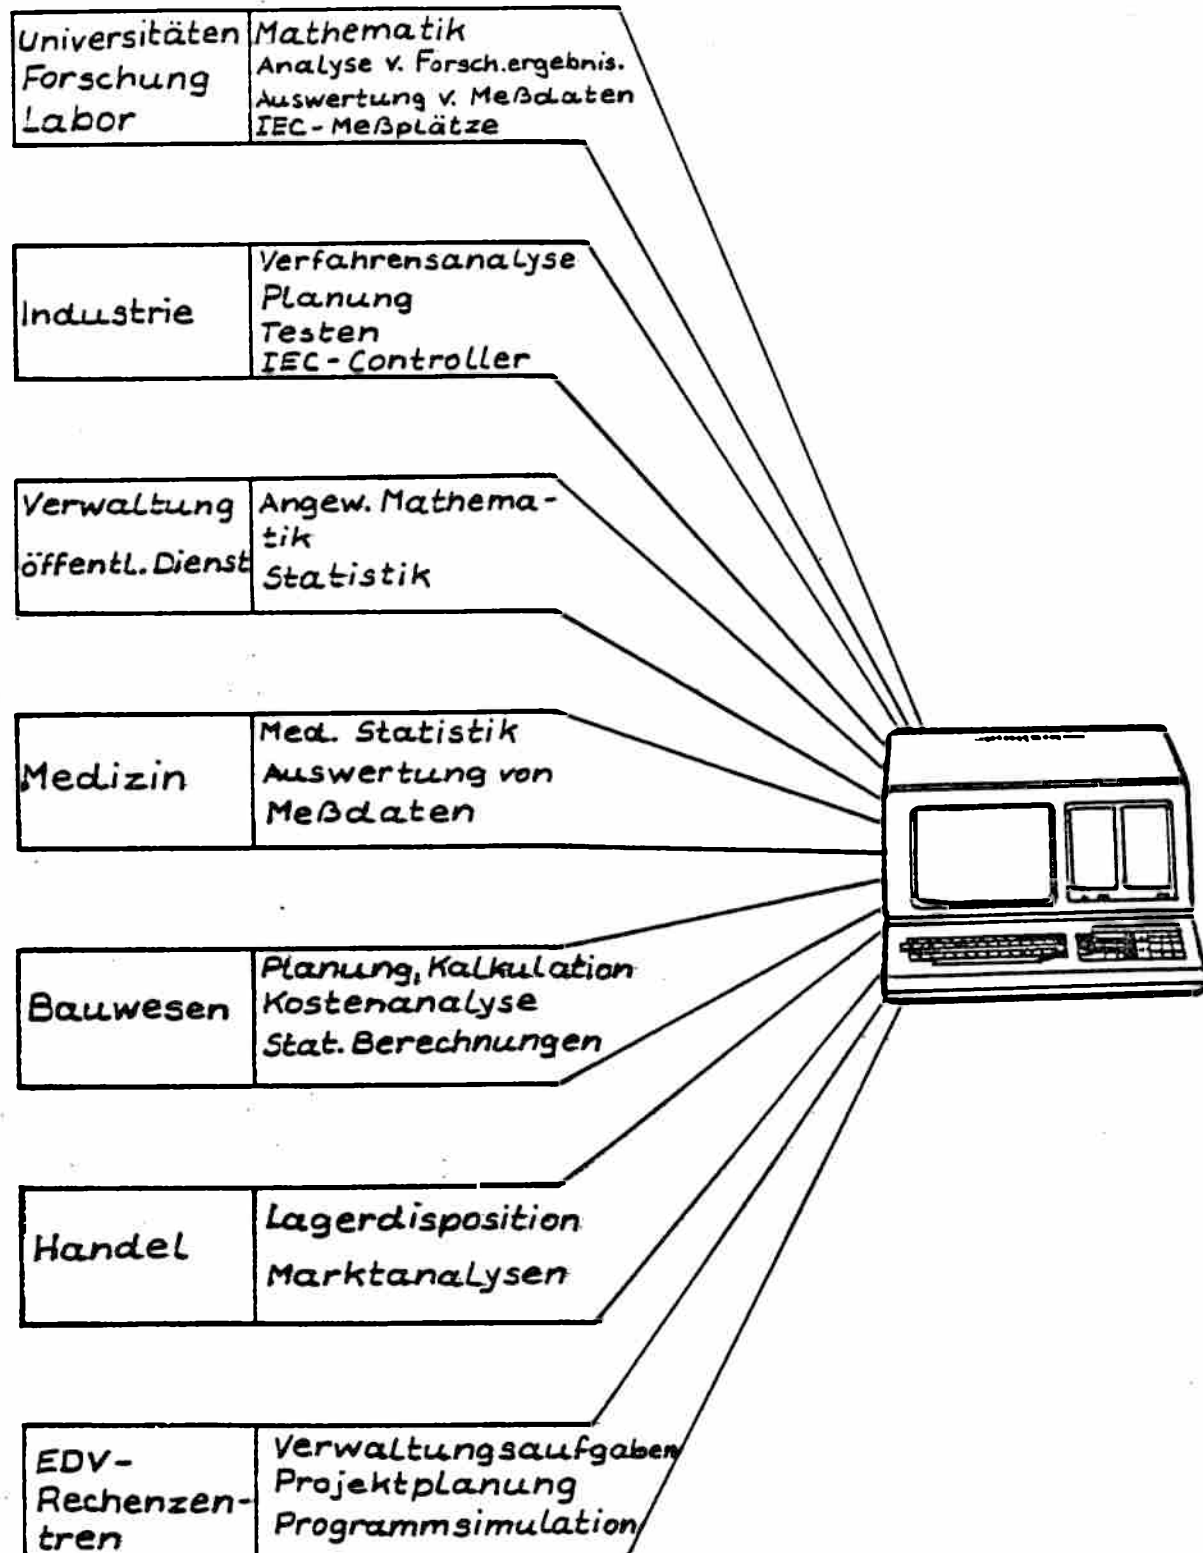 Universitäten
Forschung
Labor
Mathematik
Analyse v. Forsch.ergebnis.
Auswertung v. Meßdaten
IEC-Meßplätze
Industrie
Verfahrensanalyse
Planung
Testen
IEC-Controller
Verwaltung
öffentl. Dienst
Angew. Mathema-
tik
Statistik
Medizin
Med. Statistik
Auswertung von
Meßdaten
Bauwesen
Planung, Kalkulation
Kostenanalyse
Stat. Berechnungen
Handel
Lagerdisposition
Marktanalysen
EDV-
Rechenzen-
tren
Verwaltungsaufgaben
Projektplanung
Programmsimulation